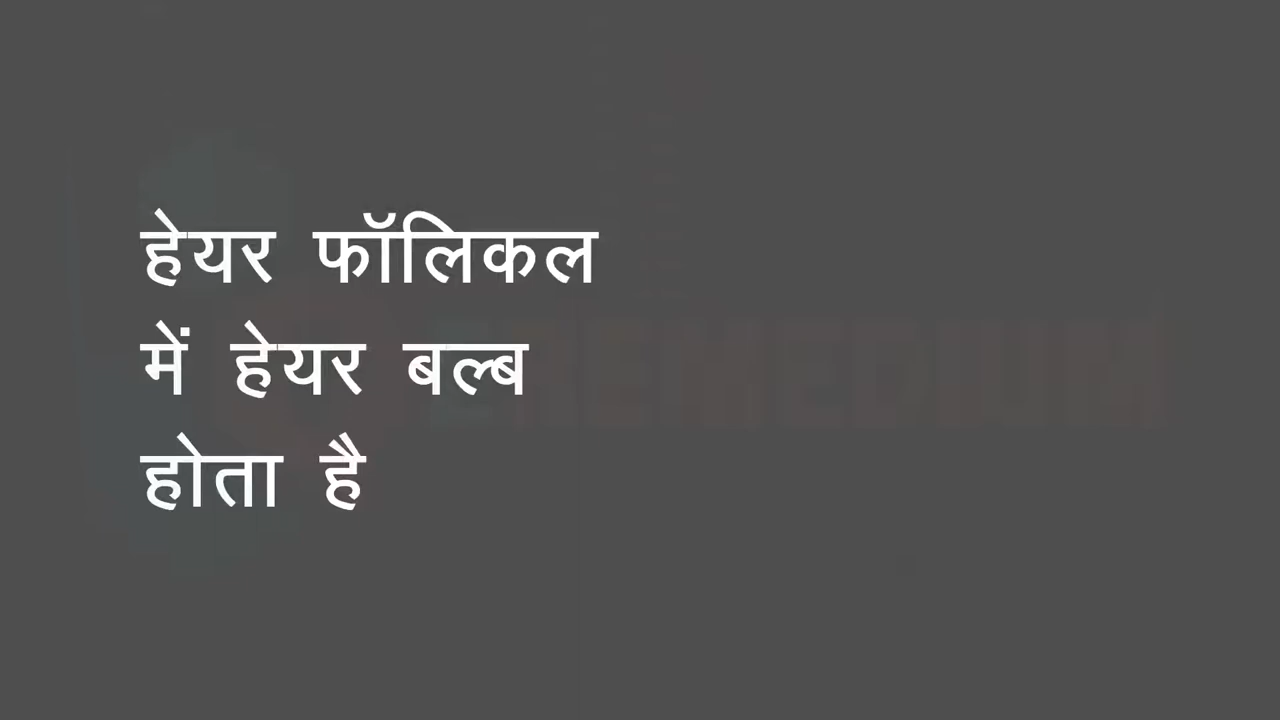 हेयर फॉलिकल
में हेयर बल्ब
होता है